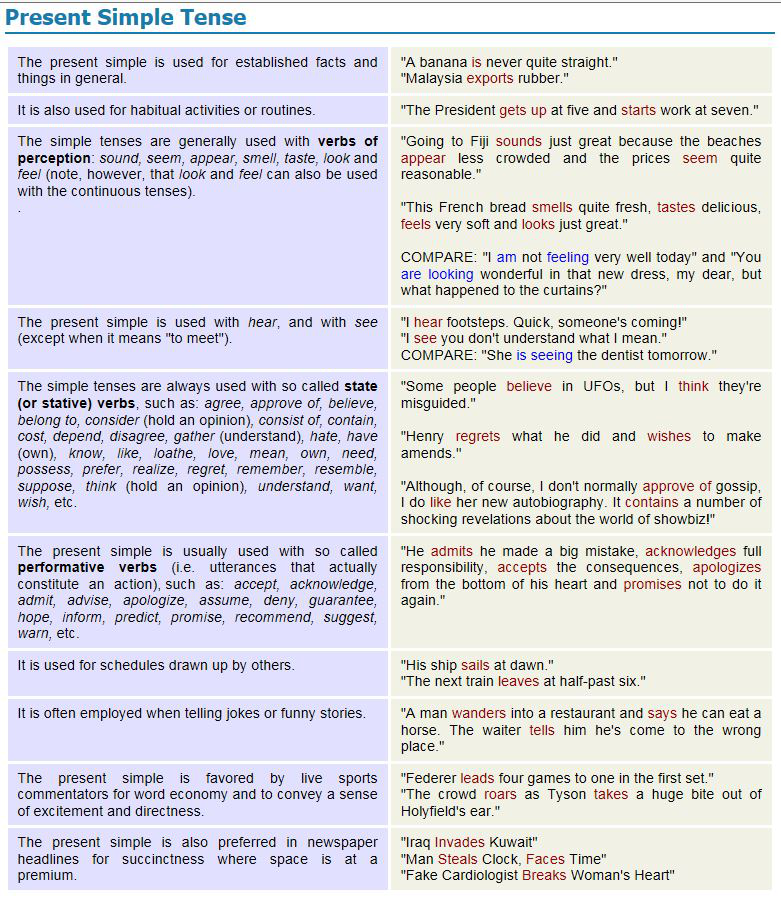 Present Simple Tense
The present simple is used for established facts and
things in general.
"A banana is never quite straight."
"Malaysia exports rubber."
It is also used for habitual activities or routines.
"The President gets up at five and starts work at seven."
The simple tenses are generally used with verbs of
perception: sound, seem, appear, smell, taste, look and
feel (note, however, that look and feel can also be used
with the continuous tenses).
.
"Going to Fiji sounds just great because the beaches
appear less crowded and the prices seem quite
reasonable."
"This French bread smells quite fresh, tastes delicious,
feels very soft and looks just great."
COMPARE: "I am not feeling very well today" and "You
are looking wonderful in that new dress, my dear, but
what happened to the curtains?"
The present simple is used with hear, and with see
(except when it means "to meet").
"I hear footsteps. Quick, someone's coming!"
"I see you don't understand what I mean."
COMPARE: "She is seeing the dentist tomorrow."
The simple tenses are always used with so called state
(or stative) verbs, such as: agree, approve of, believe,
belong to, consider (hold an opinion), consist of, contain,
cost, depend, disagree, gather (understand), hate, have
(own), know, like, loathe, love, mean, own, need,
possess, prefer, realize, regret, remember, resemble,
suppose, think (hold an opinion), understand, want,
wish, etc.
"Some people believe in UFOs, but I think they're
misguided."
"Henry regrets what he did and wishes to make
amends."
"Although, of course, I don't normally approve of gossip,
I do like her new autobiography. It contains a number of
shocking revelations about the world of showbiz!"
The present simple is usually used with so called
performative verbs (i.e. utterances that actually
constitute an action), such as: accept, acknowledge,
admit, advise, apologize, assume, deny, guarantee,
hope, inform, predict, promise, recommend, suggest,
warn, etc.
"He admits he made a big mistake, acknowledges full
responsibility, accepts the consequences, apologizes
from the bottom of his heart and promises not to do it
again."
It is used for schedules drawn up by others.
"His ship sails at dawn."
"The next train leaves at half-past six."
It is often employed when telling jokes or funny stories.
"A man wanders into a restaurant and says he can eat a
horse. The waiter tells him he's come to the wrong
place."
The present simple is favored by live sports
commentators for word economy and to convey a sense
of excitement and directness.
"Federer leads four games to one in the first set."
"The crowd roars as Tyson takes a huge bite out of
Holyfield's ear."
The present simple is also preferred in newspaper
headlines for succinctness where space is at a
premium.
"Iraq Invades Kuwait"
"Man Steals Clock, Faces Time"
"Fake Cardiologist Breaks Woman's Heart"